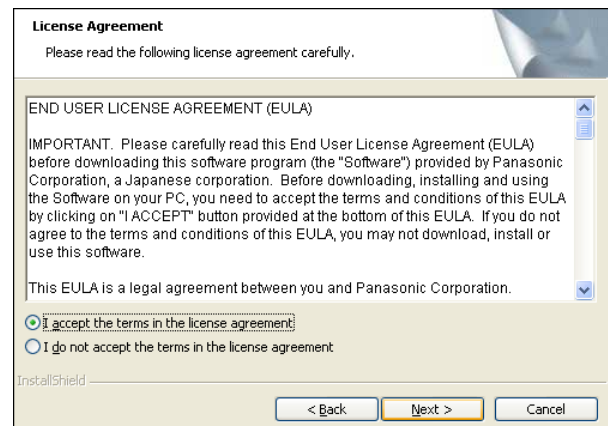 License Agreement
Please read the following license agreement carefully.
END USER LICENSE AGREEMENT (EULA)
IMPORTANT.  Please carefully read this End User License Agreement (EULA)
before downloading this software program (the "Software") provided by Panasonic
Corporation, a Japanese corporation.  Before downloading, installing and using
the Software on your PC, you need to accept the terms and conditions of this EULA
by clicking on "I ACCEPT" button provided at the bottom of this EULA.  If you do not
agree to the terms and conditions of this EULA, you may not download, install or
use this software.
This EULA is a legal agreement between you and Panasonic Corporation.
I accept the terms in the license agreement
I do not accept the terms in the license agreement
InstallShield
< Back
Next >
Cancel